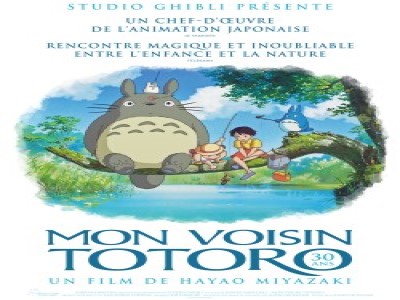 STUDIO GHIBLI PRÉSENTE
UN CHEF-D'ŒUVRE
DE L'ANIMATION JAPONAISE
RENCONTRE MAGIQUE ET INOUBLIABLE
ENTRE L'ENFANCE ET LA NATURE
MON VOISIN
TOTORO
30 ANS
UN FILM DE HAYAO MIYAZAKI